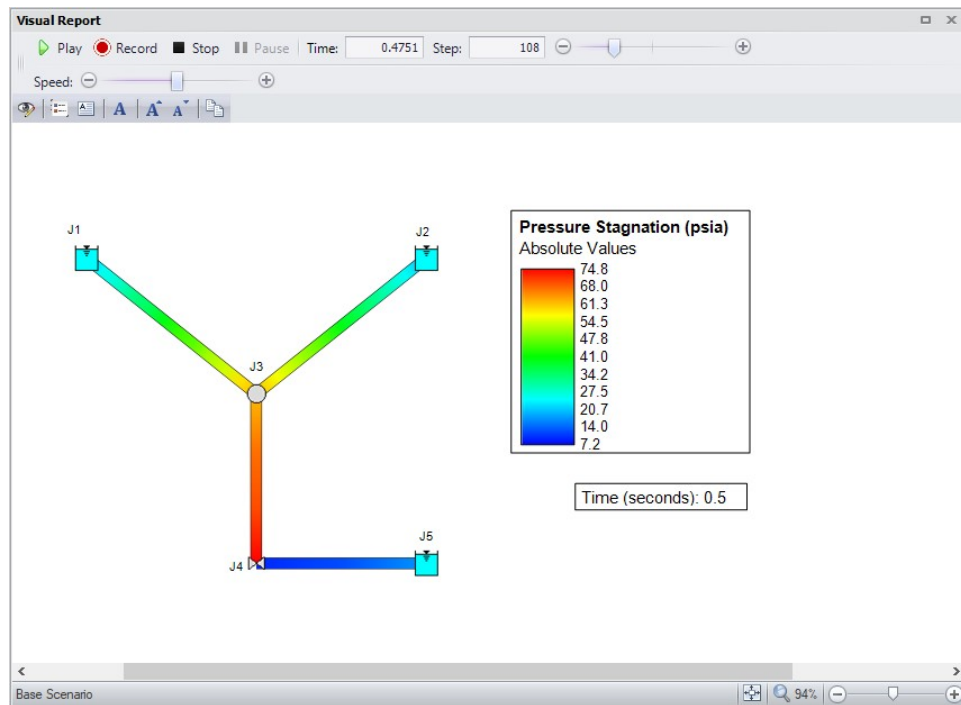 Visual Report
Play Record Stop Pause Time: 0.4751 Step: 108
Speed:
A A A
J1
J2
J3
J4
J5
Pressure Stagnation (psia)
Absolute Values
74.8
68.0
61.3
54.5
47.8
41.0
34.2
27.5
20.7
14.0
7.2
Time (seconds): 0.5
Base Scenario
94%